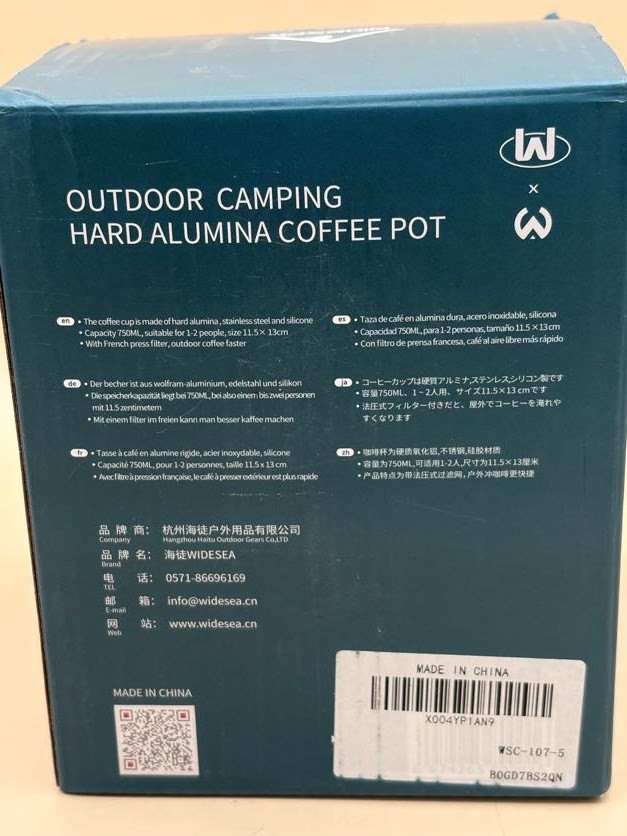 OUTDOOR CAMPING
HARD ALUMINA COFFEE POT
W
x
en • The coffee cup is made of hard alumina, stainless steel and silicone
• Capacity 750ML, suitable for 1-2 people, size 11.5× 13cm
• With French press filter, outdoor coffee faster
es • Taza de café en alumina dura, acero inoxidable, silicona
• Capacidad 750ML, para 1-2 personas, tamaño 11.5 ×13 cm
• Con filtro de prensa francesa, café al aire libre más rápido
de • Der becher ist aus wolfram-aluminium, edelstahl und silikon
• Die speicherkapazität liegt bei 750ML, bei also einem bis zwei personen
mit 11.5 zentimetern
• Mit einem filter im freien kann man besser kaffee machen
ja • コーヒーカップは硬質アルミナ,ステンレス,シリコン製です
• 容量750ML、1~2人用、サイズ11.5×13 cmです
• 法圧式フィルター付きだと、屋外でコーヒーを淹れや
すくなります
fr • Tasse à café en alumine rigide, acier inoxydable, silicone
• Capacité 750ML, pour 1-2 personnes, taille 11.5 x 13 cm
• Avec filtre à pression française, le café à presser extérieur est plus rapide
zh • 咖啡杯为硬质氧化铝,不锈钢,硅胶材质
• 容量为750ML,可适用1-2人,尺寸为11.5×13厘米
• 产品特点为带法压式过滤网,户外冲咖啡更快捷
品 牌 商： 杭州海徒户外用品有限公司
Company Hangzhou Haitu Outdoor Gears Co,LTD
品 牌 名： 海徒WIDESEA
Brand
电 话： 0571-86696169
TEL
邮 箱： info@widesea.cn
E-mail
网 站： www.widesea.cn
Web
MADE IN CHINA
MADE IN CHINA
X004YP1AN9
WSC-107-5
B0GD7BS2QN